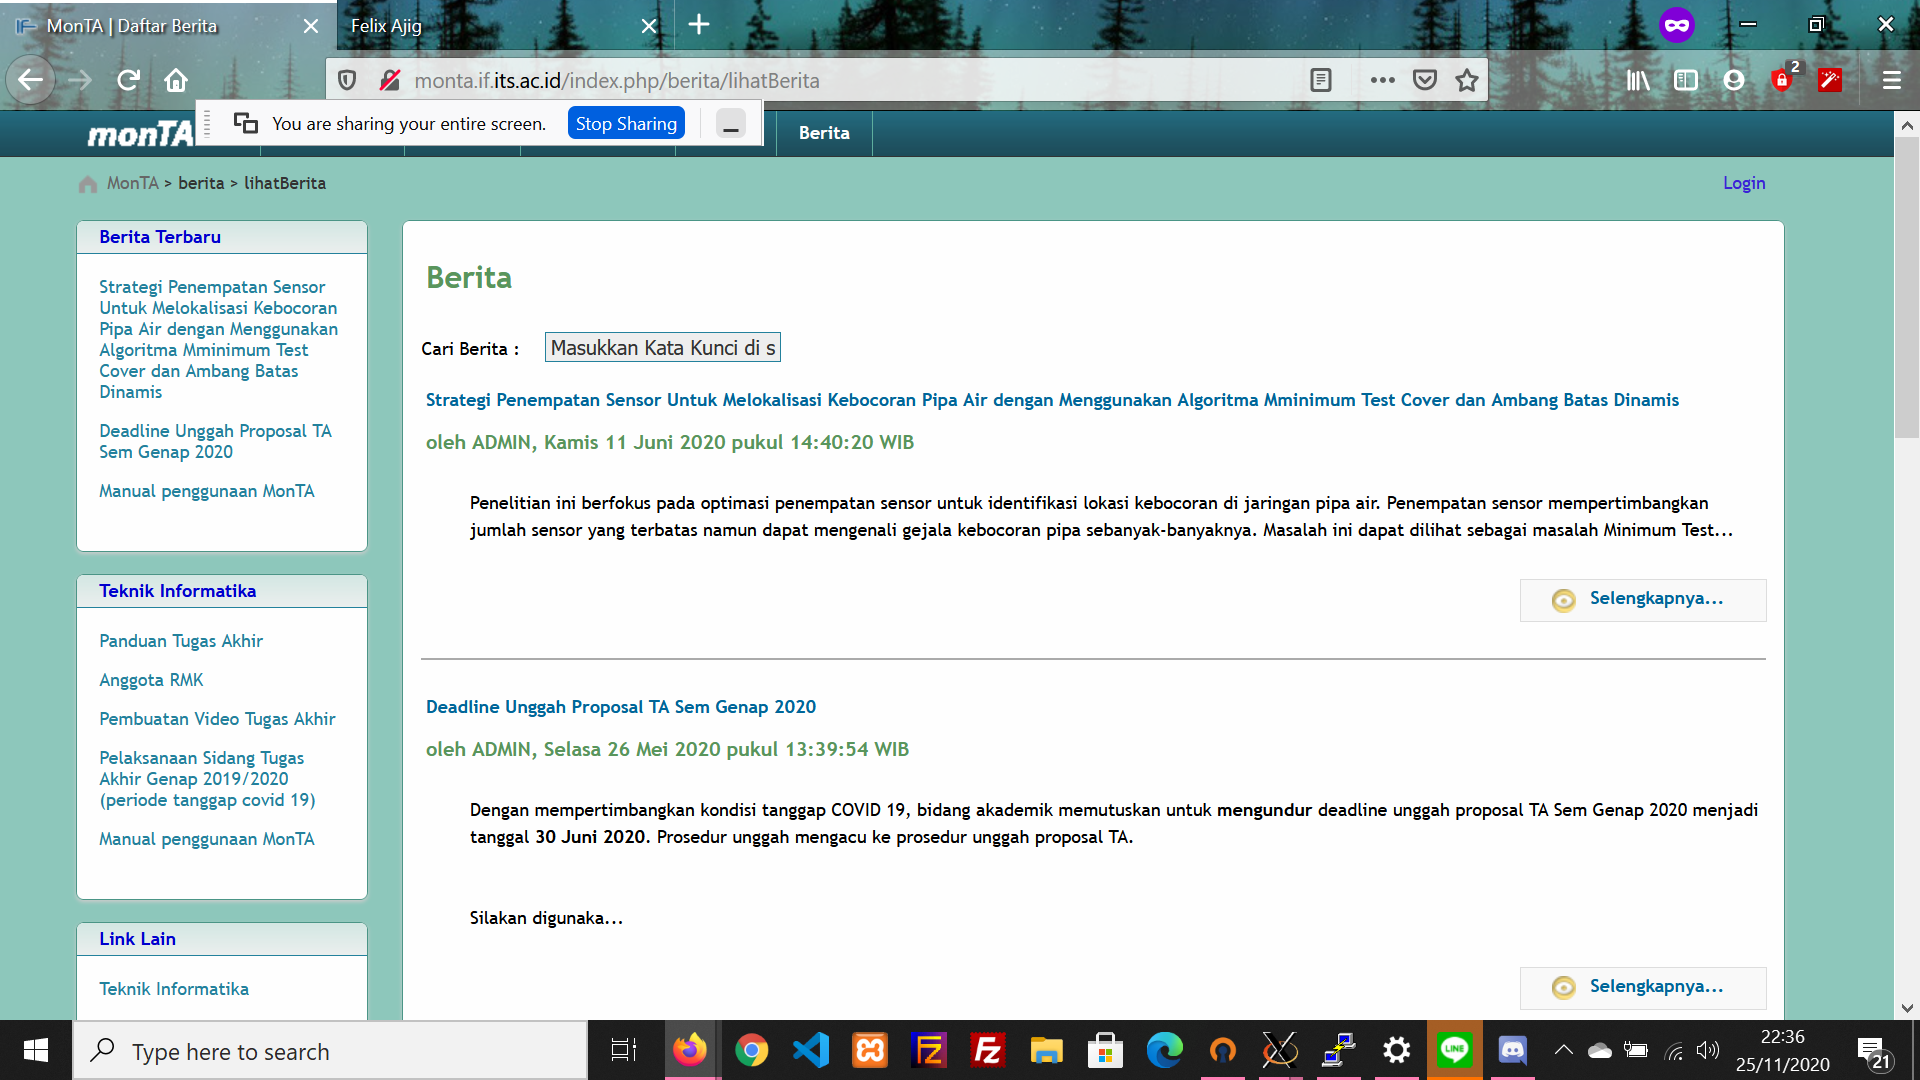 MonTA | Daftar Berita
Felix Ajig
monta.if.its.ac.id/index.php/berita/lihatBerita
2
monTA
You are sharing your entire screen.
Stop Sharing
Berita
MonTA > berita > lihatBerita
Login
Berita Terbaru
Strategi Penempatan Sensor
Untuk Melokalisasi Kebocoran
Pipa Air dengan Menggunakan
Algoritma Mminimum Test
Cover dan Ambang Batas
Dinamis
Deadline Unggah Proposal TA
Sem Genap 2020
Manual penggunaan MonTA
Teknik Informatika
Panduan Tugas Akhir
Anggota RMK
Pembuatan Video Tugas Akhir
Pelaksanaan Sidang Tugas
Akhir Genap 2019/2020
(periode tanggap covid 19)
Manual penggunaan MonTA
Link Lain
Teknik Informatika
Berita
Cari Berita :
Masukkan Kata Kunci di s
Strategi Penempatan Sensor Untuk Melokalisasi Kebocoran Pipa Air dengan Menggunakan Algoritma Mminimum Test Cover dan Ambang Batas Dinamis
oleh ADMIN, Kamis 11 Juni 2020 pukul 14:40:20 WIB
Penelitian ini berfokus pada optimasi penempatan sensor untuk identifikasi lokasi kebocoran di jaringan pipa air. Penempatan sensor mempertimbangkan
jumlah sensor yang terbatas namun dapat mengenali gejala kebocoran pipa sebanyak-banyaknya. Masalah ini dapat dilihat sebagai masalah Minimum Test...
Selengkapnya...
Deadline Unggah Proposal TA Sem Genap 2020
oleh ADMIN, Selasa 26 Mei 2020 pukul 13:39:54 WIB
Dengan mempertimbangkan kondisi tanggap COVID 19, bidang akademik memutuskan untuk mengundur deadline unggah proposal TA Sem Genap 2020 menjadi
tanggal 30 Juni 2020. Prosedur unggah mengacu ke prosedur unggah proposal TA.
Silakan digunaka...
Selengkapnya...
Type here to search
LINE
22:36
25/11/2020
21